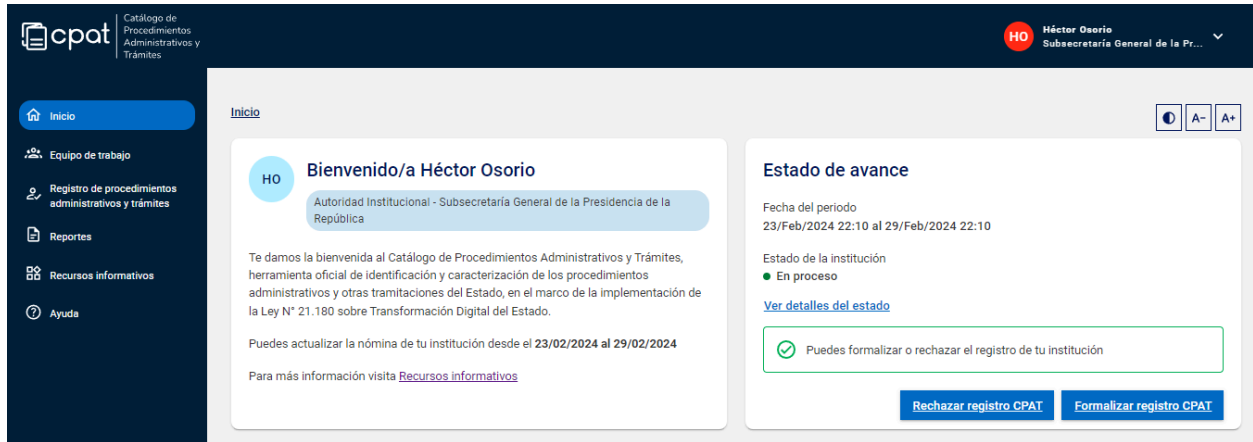 cpat
Catálogo de
Procedimientos
Administrativos y
Trámites
HO
Héctor Osorio
Subsecretaría General de la Pr...
Inicio
Equipo de trabajo
Registro de procedimientos
administrativos y trámites
Reportes
Recursos informativos
Ayuda
Inicio
A-
A+
HO
Bienvenido/a Héctor Osorio
Autoridad Institucional - Subsecretaría General de la Presidencia de la
República
Te damos la bienvenida al Catálogo de Procedimientos Administrativos y Trámites,
herramienta oficial de identificación y caracterización de los procedimientos
administrativos y otras tramitaciones del Estado, en el marco de la implementación de
la Ley N° 21.180 sobre Transformación Digital del Estado.
Puedes actualizar la nómina de tu institución desde el 23/02/2024 al 29/02/2024
Para más información visita Recursos informativos
Estado de avance
Fecha del periodo
23/Feb/2024 22:10 al 29/Feb/2024 22:10
Estado de la institución
En proceso
Ver detalles del estado
Puedes formalizar o rechazar el registro de tu institución
Rechazar registro CPAT
Formalizar registro CPAT